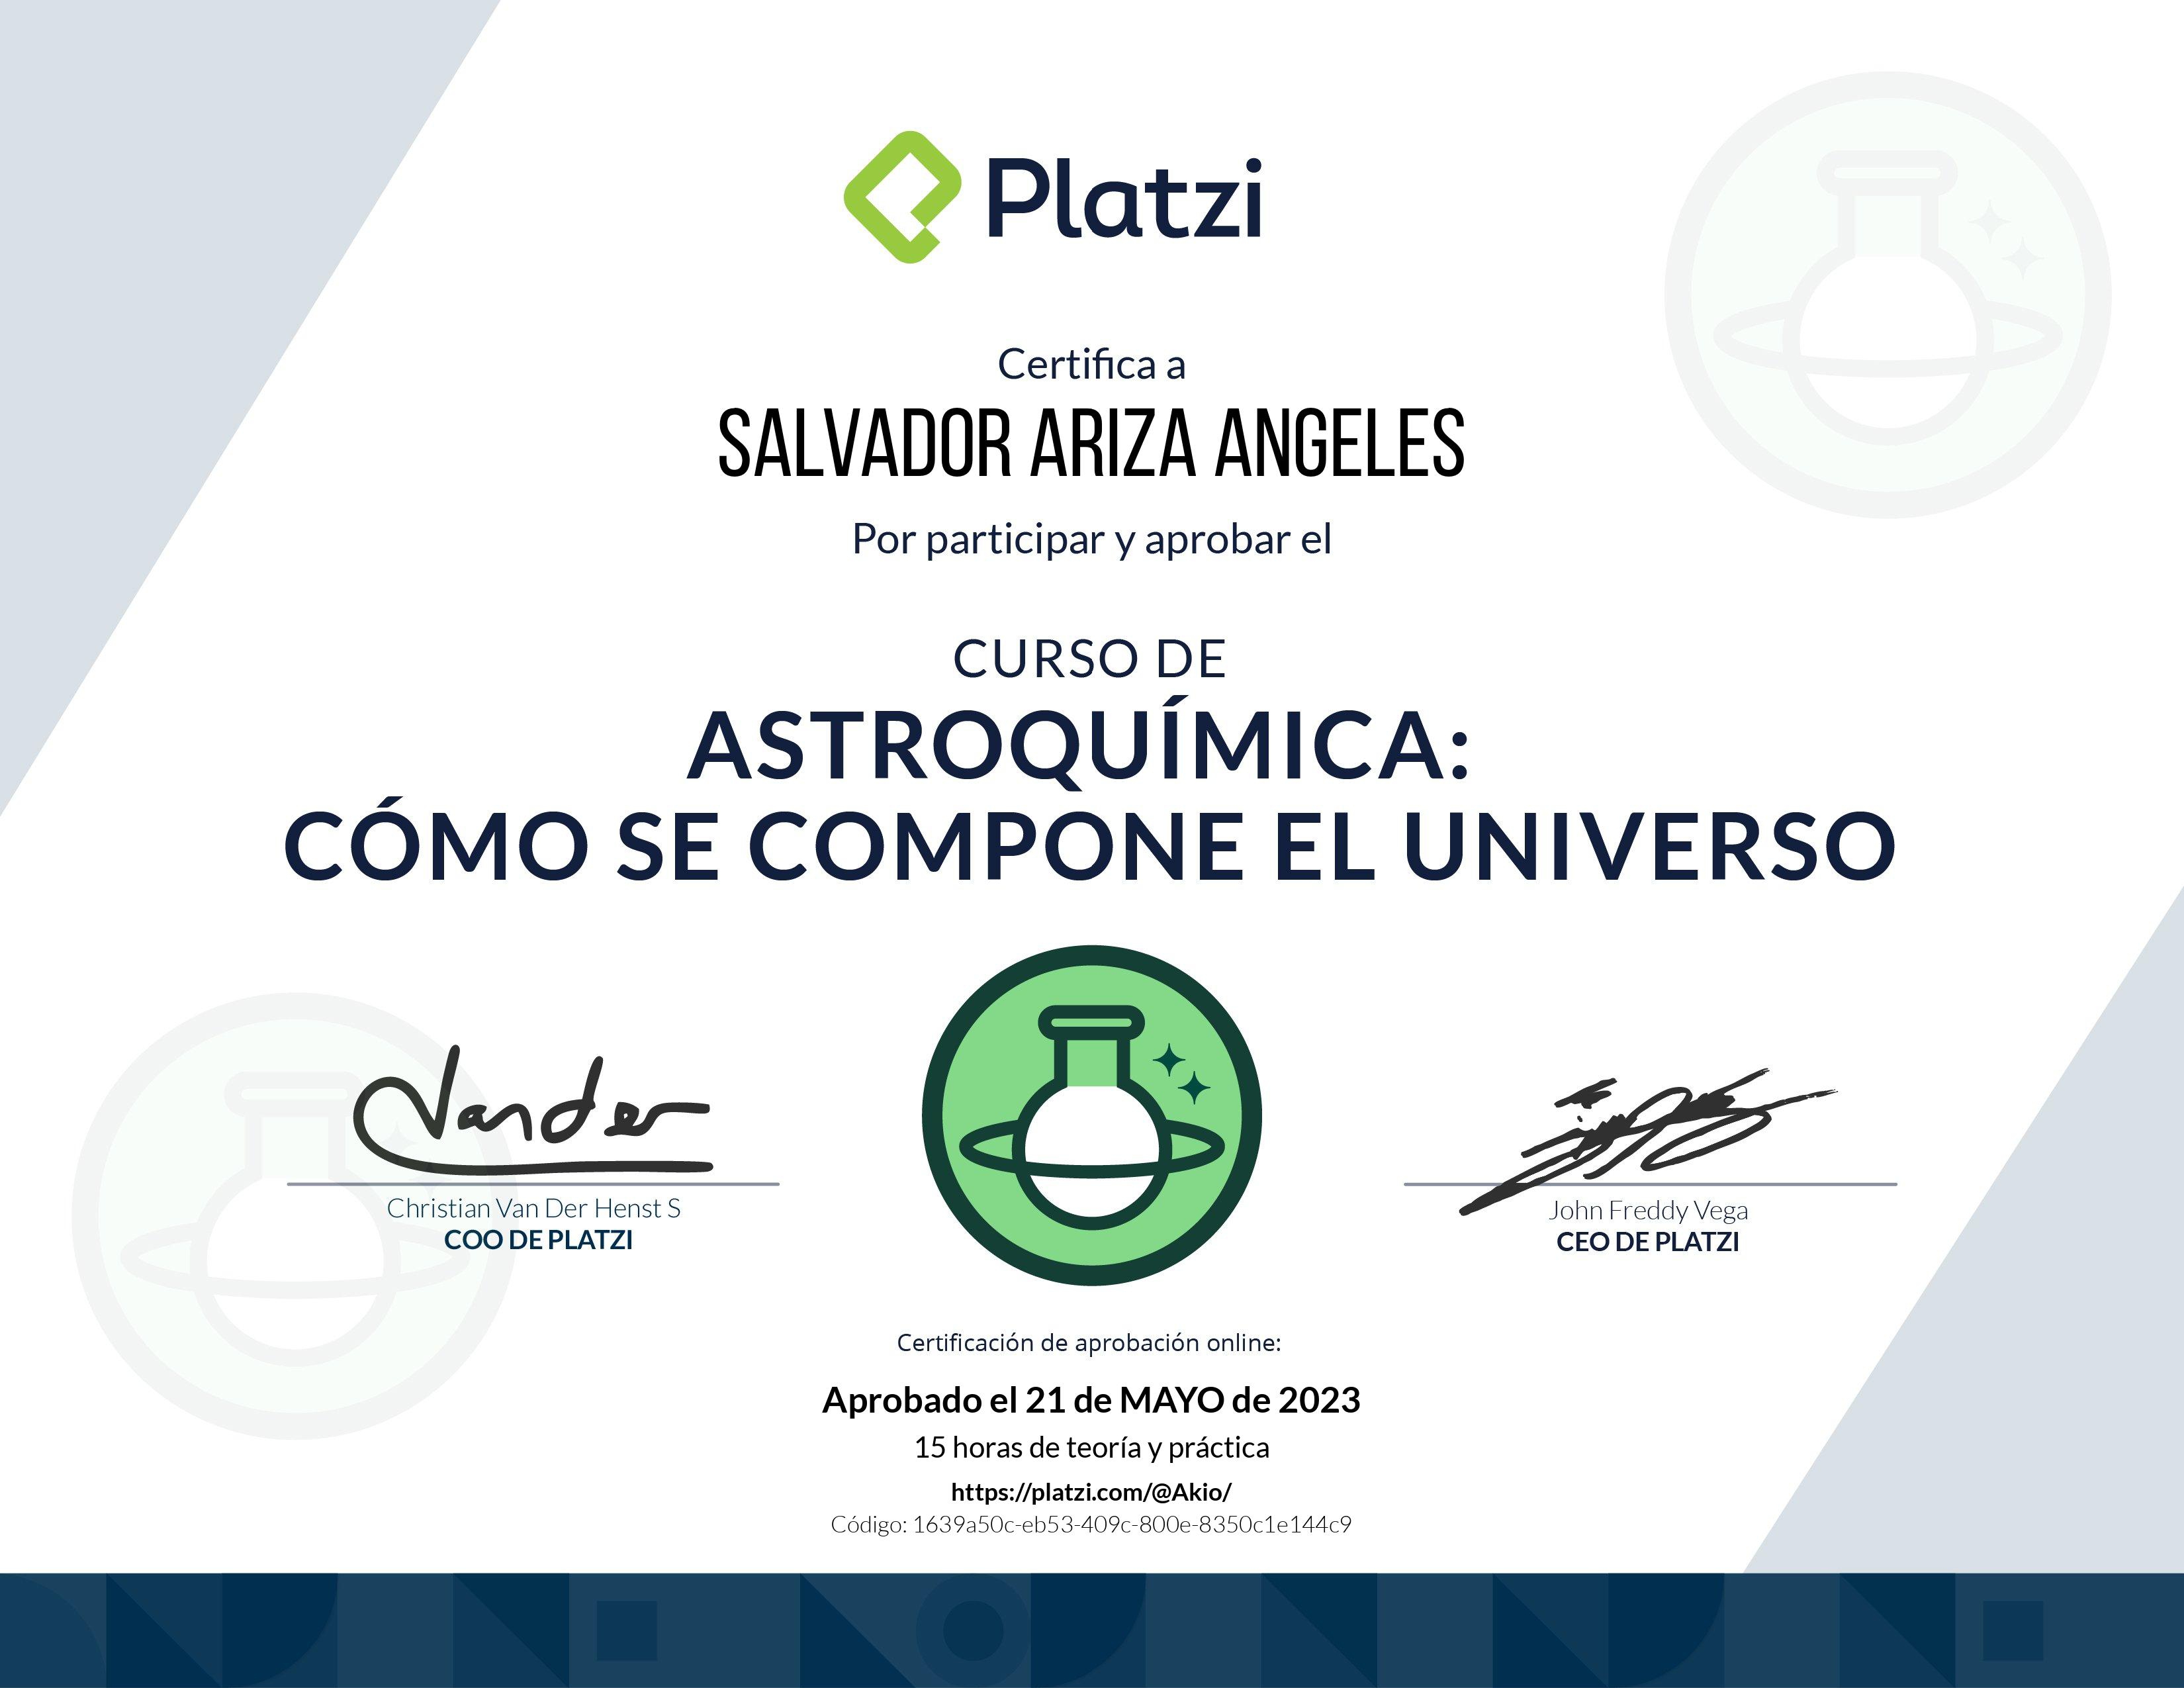 Platzi
Certifica a
SALVADOR ARIZA ANGELES
Por participar y aprobar el
CURSO DE
ASTROQUÍMICA:
CÓMO SE COMPONE EL UNIVERSO
Vander
Christian Van Der Henst S
COO DE PLATZI
John Freddy Vega
CEO DE PLATZI
Certificación de aprobación online:
Aprobado el 21 de MAYO de 2023
15 horas de teoría y práctica
https://platzi.com/@Akio/
Código: 1639a50c-eb53-409c-800e-8350c1e144c9